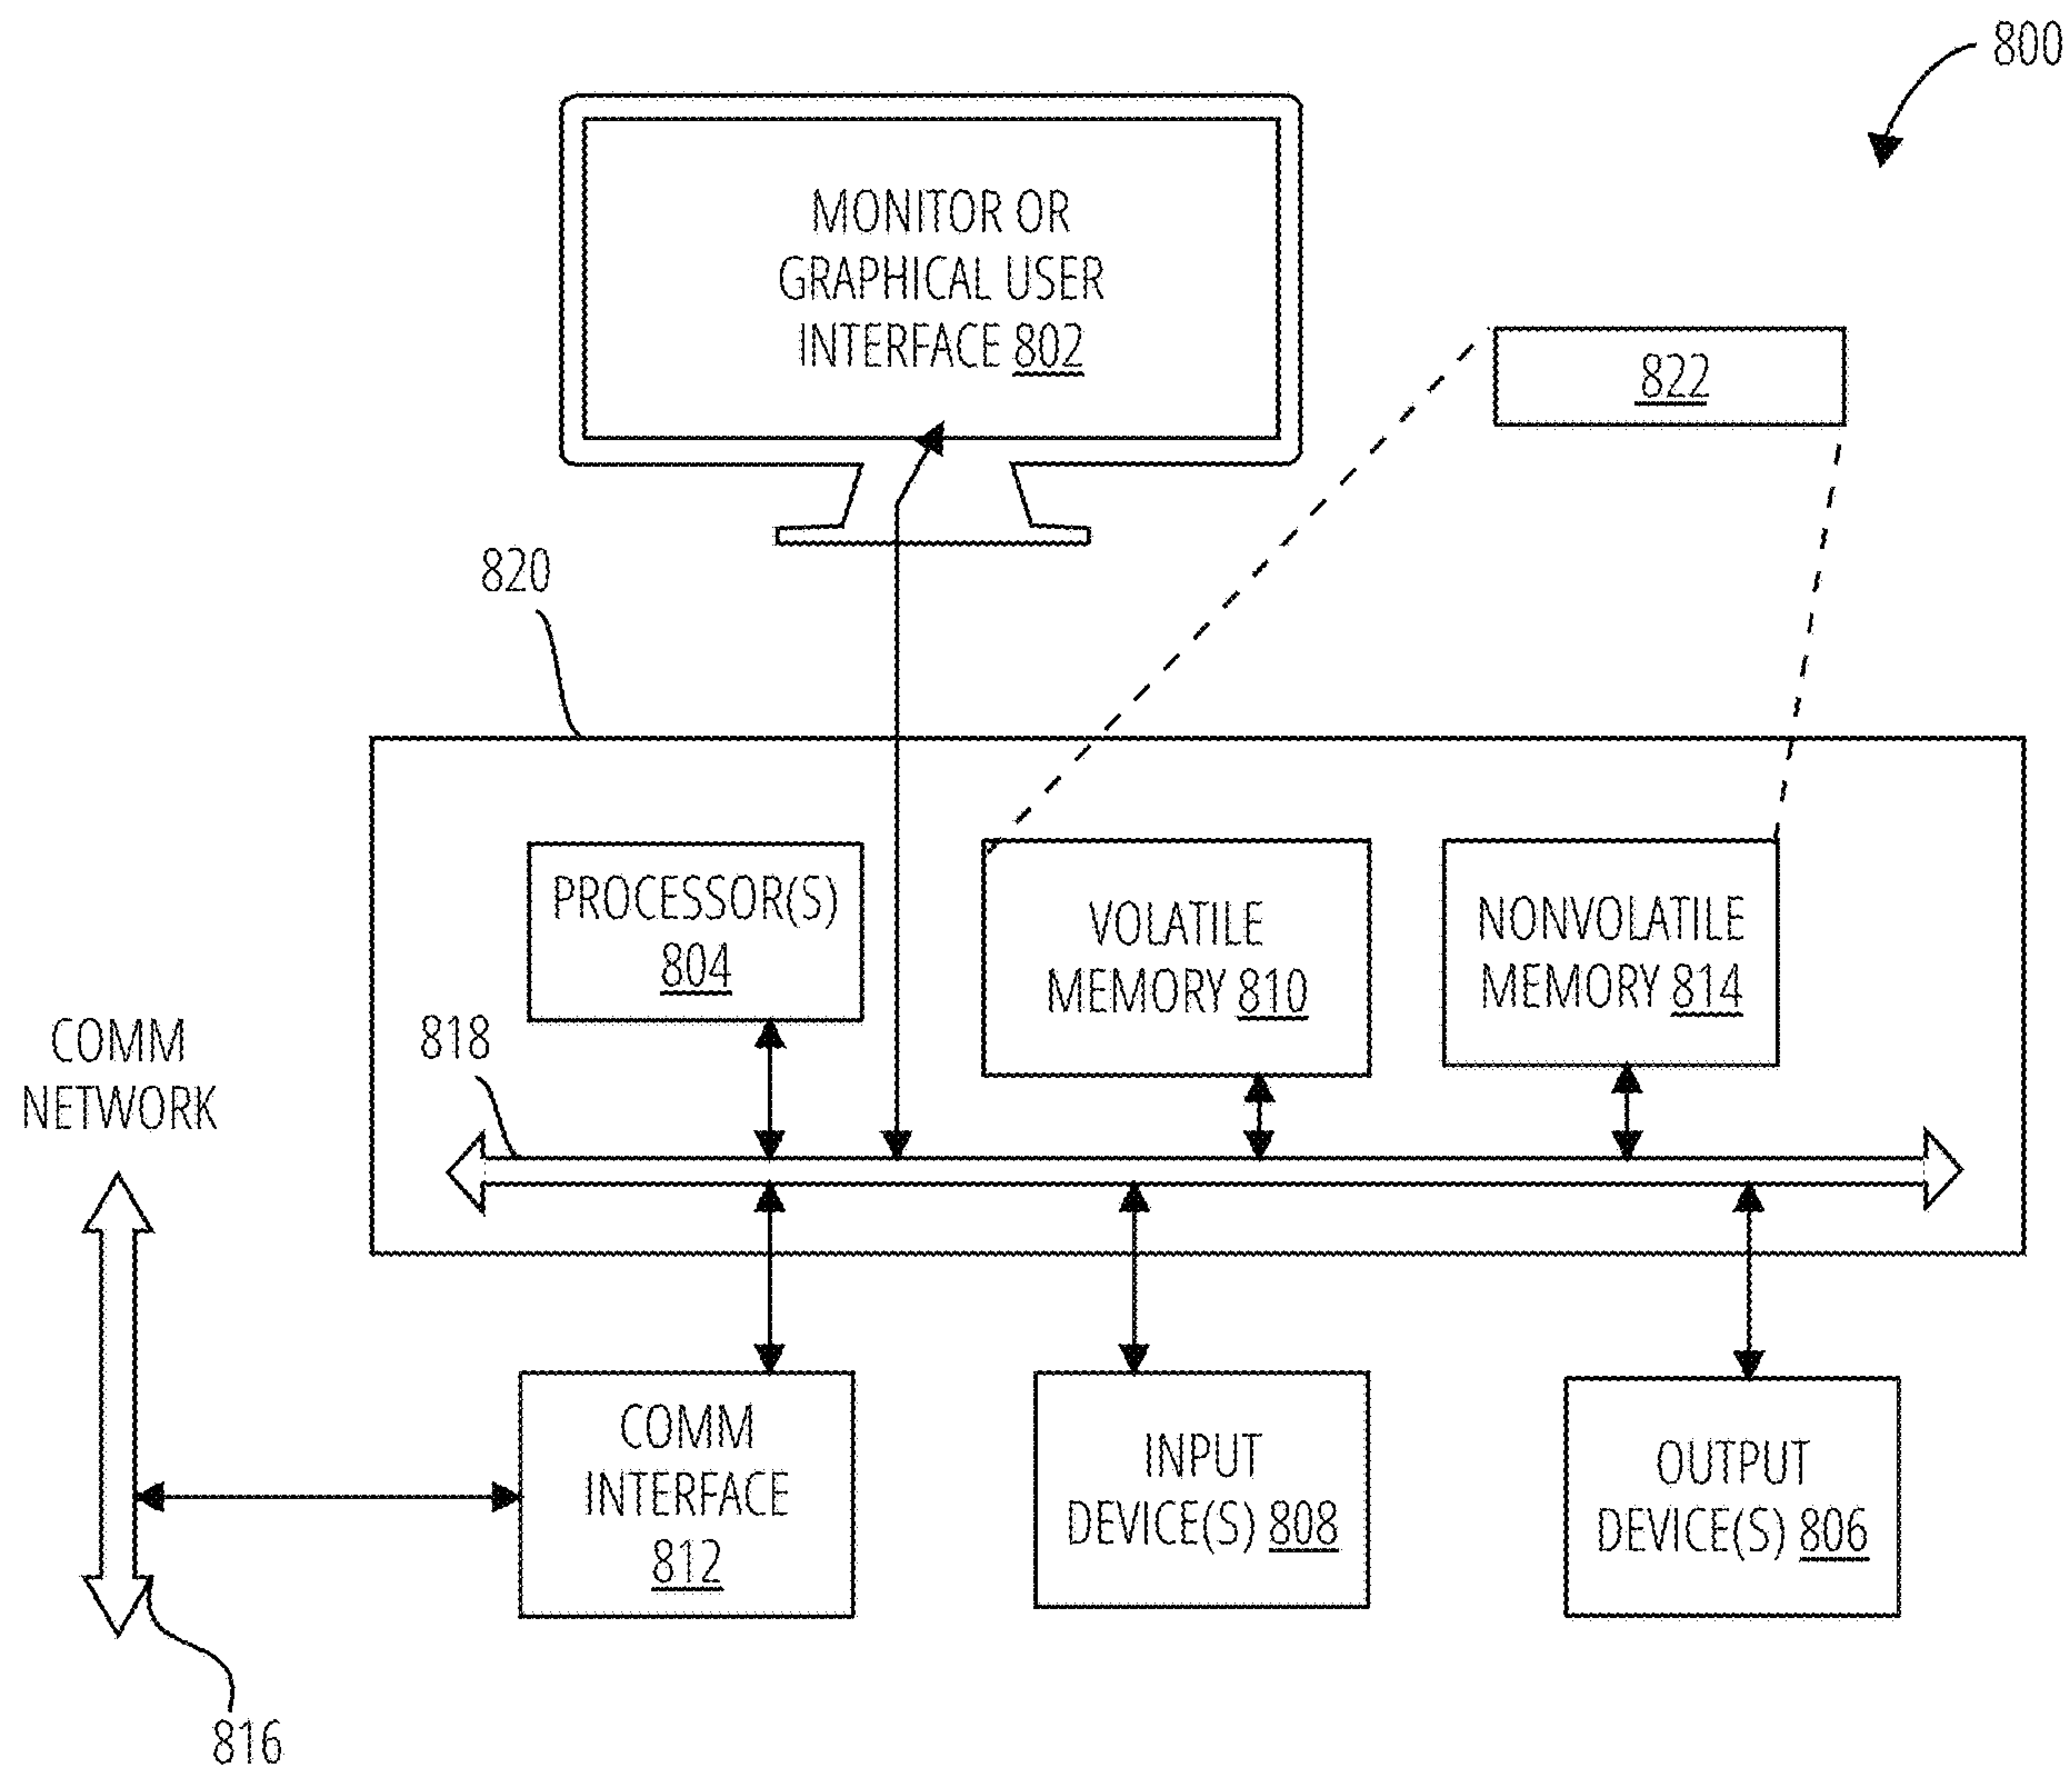 800
MONITOR OR
GRAPHICAL USER
INTERFACE 802
822
820
PROCESSOR(S)
804
VOLATILE
MEMORY 810
NONVOLATILE
MEMORY 814
818
COMM
NETWORK
COMM
INTERFACE
812
INPUT
DEVICE(S) 808
OUTPUT
DEVICE(S) 806
816